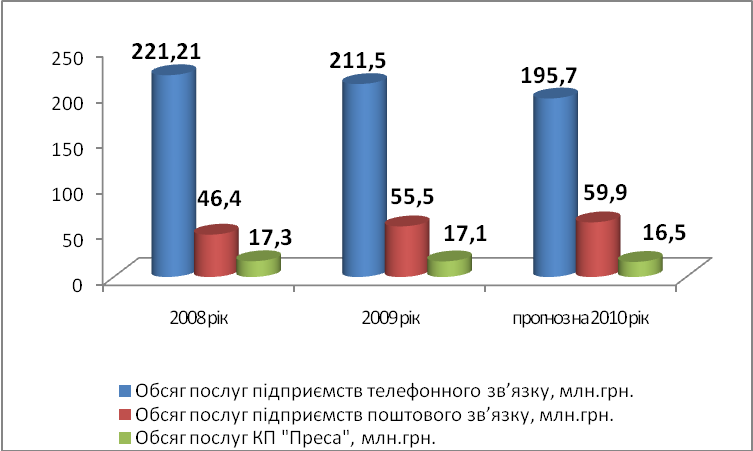 221,21
211,5
195,7
46,4
55,5
59,9
17,3
17,1
16,5
250
200
150
100
50
0
2008 рік
2009 рік
прогноз на 2010 рік
Обсяг послуг підприємств телефонного зв’язку, млн.грн.
Обсяг послуг підприємств поштового зв’язку, млн.грн.
Обсяг послуг КП "Преса", млн.грн.